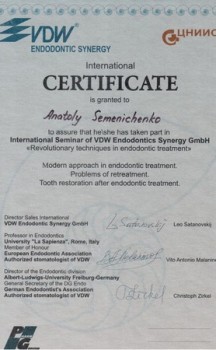 VDW
ENDODONTIC SYNERGY
ЦНИИС
International
CERTIFICATE
is granted to
Anatoly Semenichenko
to assure that he\she has taken part in
International Seminar of VDW Endodontics Synergy GmbH
«Revolutionary techniques in endodontic treatment»
Modern approach in endodontic treatment.
Problems of retreatment.
Tooth restoration after endodontic treatment.
Director Sales International
VDW Endodontic Synergy GmbH
Leo Satanovskij
Professor in Endodontics
University "La Sapienza", Rome, Italy
Member of Honour
European Endodontic Association
Authorized stomatologist of VDW
Vito Antonio Malamin
Director of the Endodontic division
Albert-Ludwigs-University Freiburg-Germany
General Secretary of the DG Endo
German Endodontist's Association
Authorized stomatologist of VDW
Christoph Zirkel